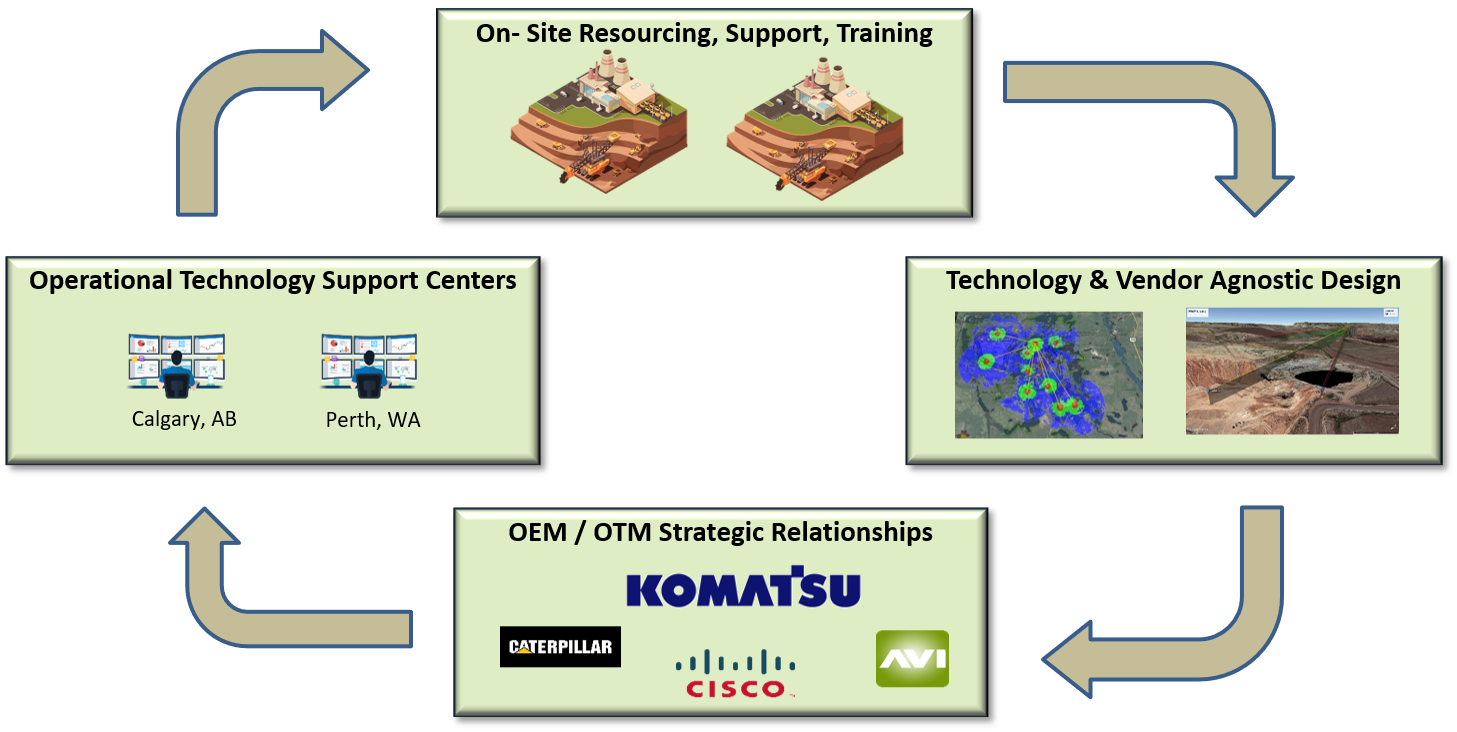 On- Site Resourcing, Support, Training
Operational Technology Support Centers
Calgary, AB
Perth, WA
Technology & Vendor Agnostic Design
OEM / OTM Strategic Relationships
KOMATSU
CATERPILLAR
CISCO
AVI